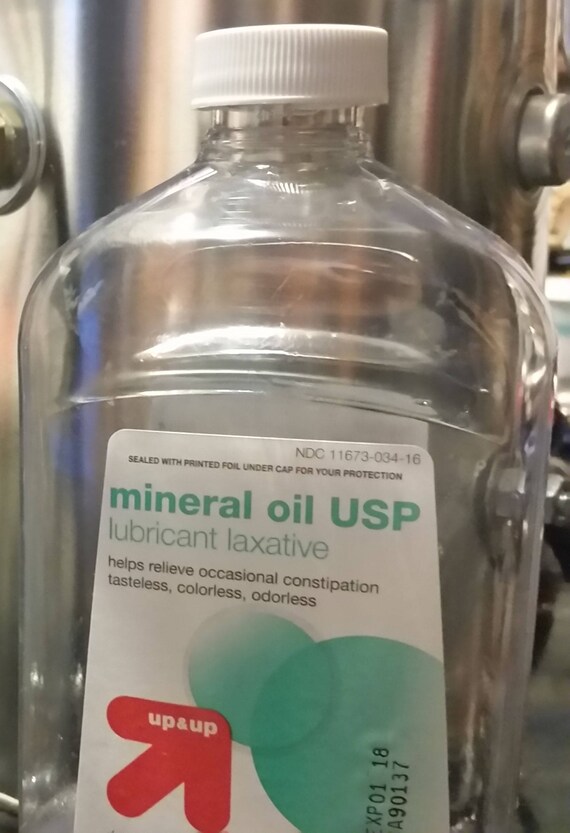 NDC 11673-034-16
SEALED WITH PRINTED FOIL UNDER CAP FOR YOUR PROTECTION
mineral oil USP
lubricant laxative
helps relieve occasional constipation
tasteless, colorless, odorless
up&up
EXP01 18
A90137